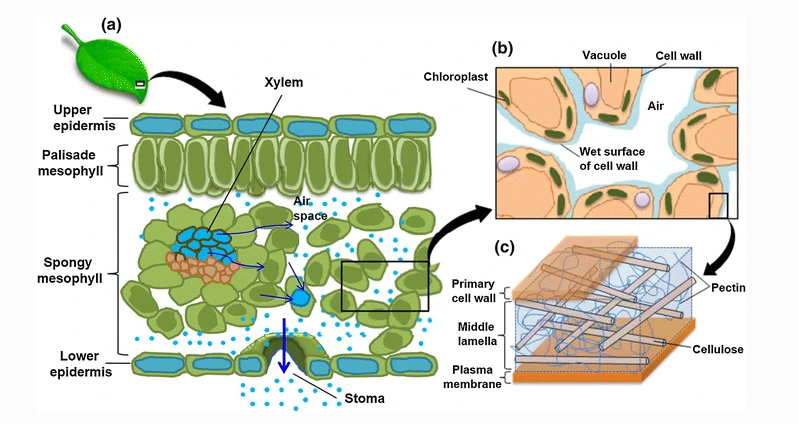 (a)
Xylem
Upper
epidermis
Palisade
mesophyll
Air
space
Spongy
mesophyll
Lower
epidermis
Stoma
(b)
Vacuole
Cell wall
Chloroplast
Air
Wet surface
of cell wall
(c)
Primary
cell wall
Pectin
Middle
lamella
Cellulose
Plasma
membrane